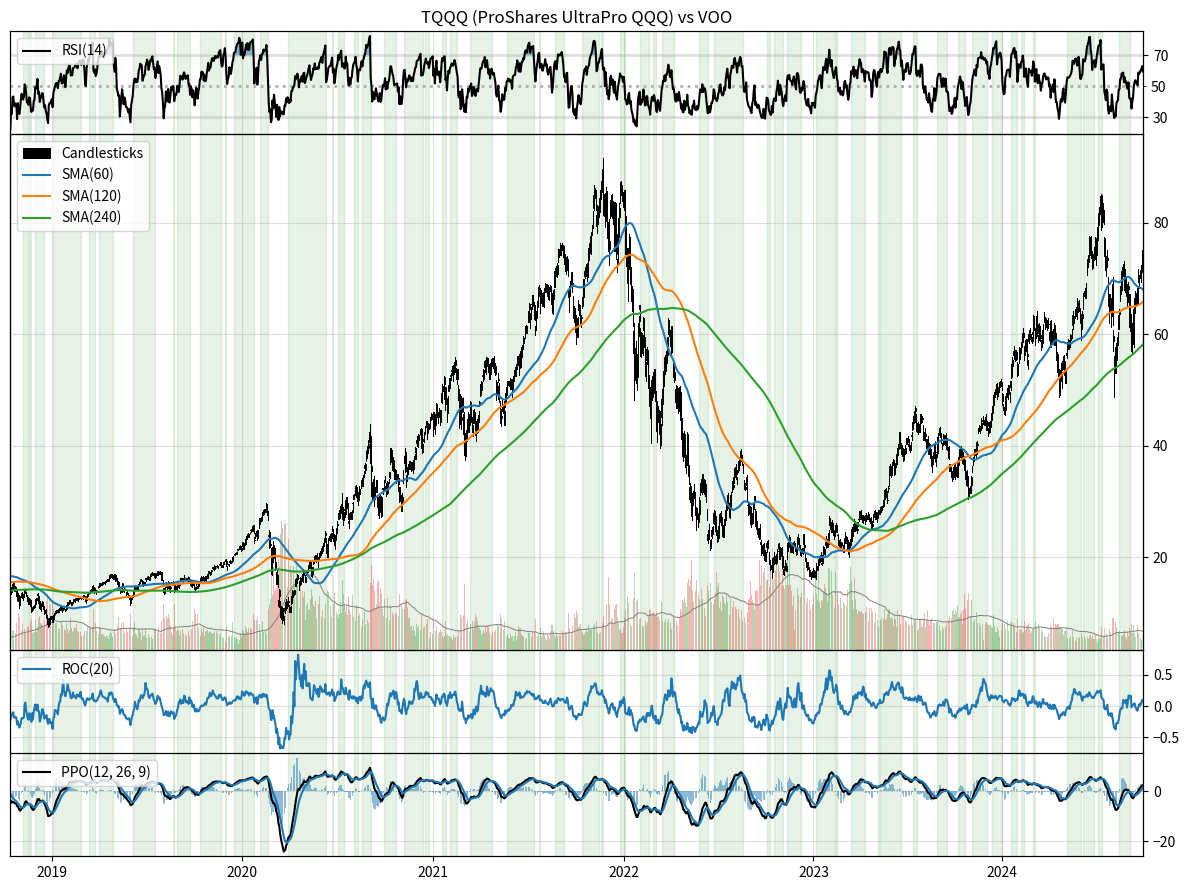 TQQQ (ProShares UltraPro QQQ) vs VOO
RSI(14)
70
50
30
Candlesticks
SMA(60)
SMA(120)
SMA(240)
80
60
40
20
ROC(20)
0.5
0.0
−0.5
PPO(12, 26, 9)
0
−20
2019 2020 2021 2022 2023 2024